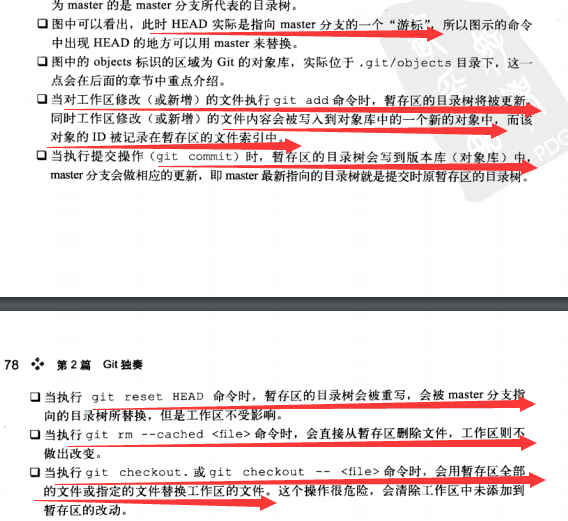 为 master 的是 master 分支所代表的目录树。
❑ 图中可以看出，此时 HEAD 实际是指向 master 分支的一个“游标”，所以图示的命令
中出现 HEAD 的地方可以用 master 来替换。
❑ 图中的 objects 标识的区域为 Git 的对象库，实际位于 .git/objects 目录下，这一
点会在后面的章节中重点介绍。
❑ 当对工作区修改（或新增）的文件执行 git add 命令时，暂存区的目录树将被更新，
同时工作区修改（或新增）的文件内容会被写入到对象库中的一个新的对象中，而该
对象的 ID 被记录在暂存区的文件索引中。
❑ 当执行提交操作（git commit）时，暂存区的目录树会写到版本库（对象库）中，
master 分支会做相应的更新，即 master 最新指向的目录树就是提交时原暂存区的目录树。
PDG
78 ❖ 第 2 篇 Git 独奏
❑ 当执行 git reset HEAD 命令时，暂存区的目录树会被重写，会被 master 分支指
向的目录树所替换，但是工作区不受影响。
❑ 当执行 git rm --cached <file> 命令时，会直接从暂存区删除文件，工作区则不
做出改变。
❑ 当执行 git checkout. 或 git checkout -- <file> 命令时，会用暂存区全部
的文件或指定的文件替换工作区的文件。这个操作很危险，会清除工作区中未添加到
暂存区的改动。